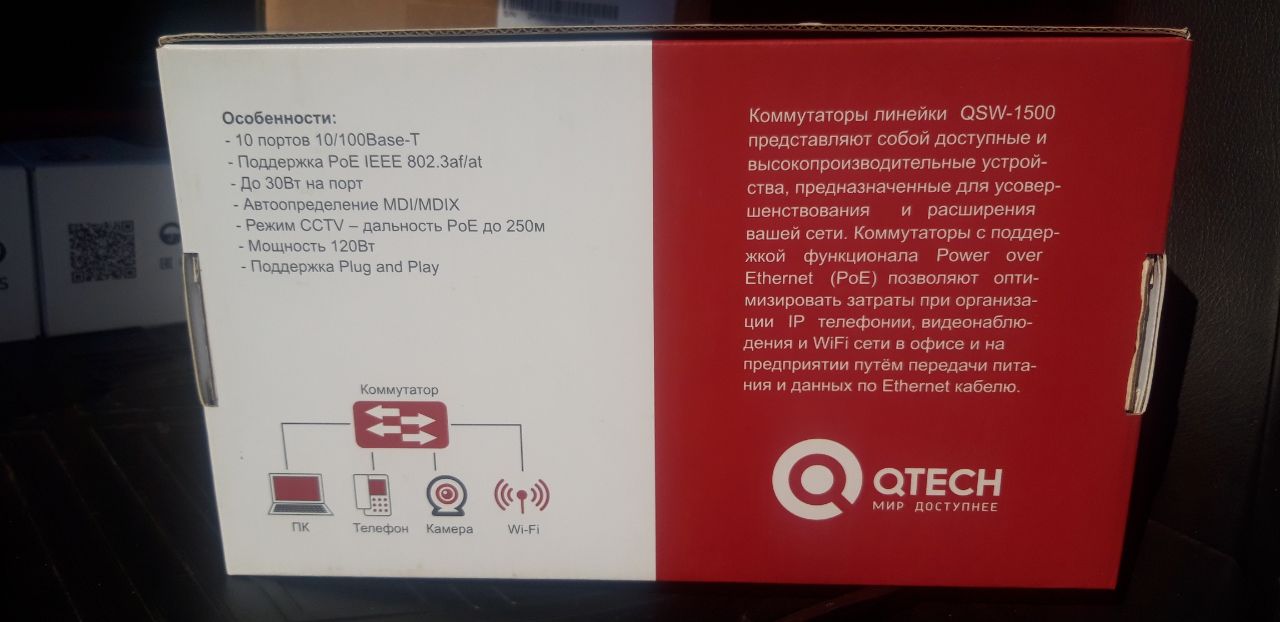 Особенности:
- 10 портов 10/100Base-T
- Поддержка PoE IEEE 802.3af/at
- До 30Вт на порт
- Автоопределение MDI/MDIX
- Режим CCTV – дальность PoE до 250м
- Мощность 120Вт
- Поддержка Plug and Play
Коммутатор
ПК
Телефон
Камера
Wi-Fi
Коммутаторы линейки QSW-1500
представляют собой доступные и
высокопроизводительные устрой-
ства, предназначенные для усовер-
шенствования и расширения
вашей сети. Коммутаторы с поддер-
жкой функционала Power over
Ethernet (PoE) позволяют опти-
мизировать затраты при организа-
ции IP телефонии, видеонаблю-
дения и WiFi сети в офисе и на
предприятии путём передачи пита-
ния и данных по Ethernet кабелю.
QTECH
МИР ДОСТУПНЕЕ